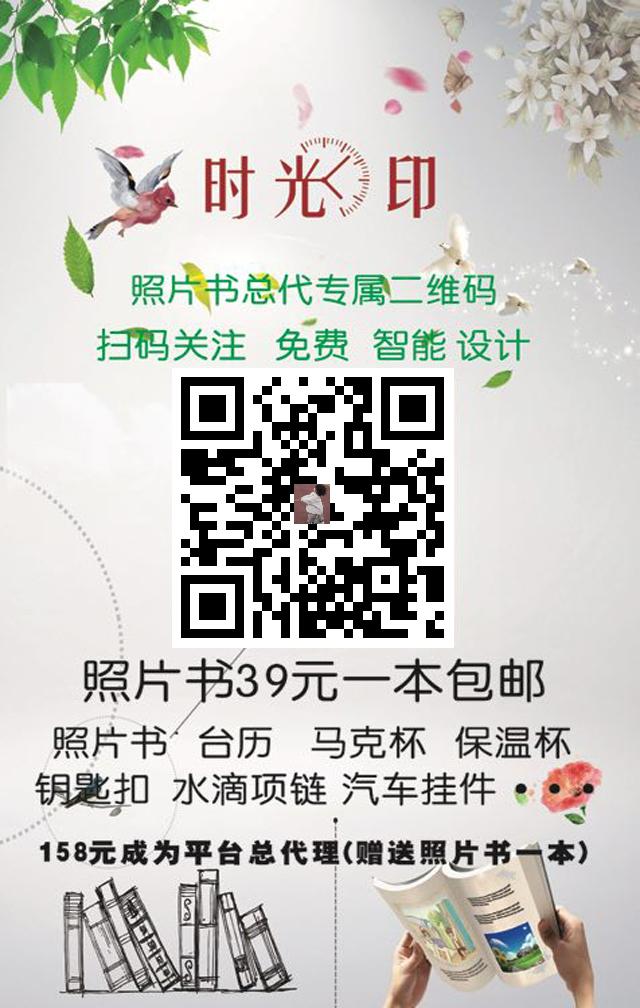 时光印
照片书总代专属二维码
扫码关注 免费 智能 设计
照片书39元一本包邮
照片书 台历 马克杯 保温杯
钥匙扣 水滴项链 汽车挂件
158元成为平台总代理(赠送照片书一本)